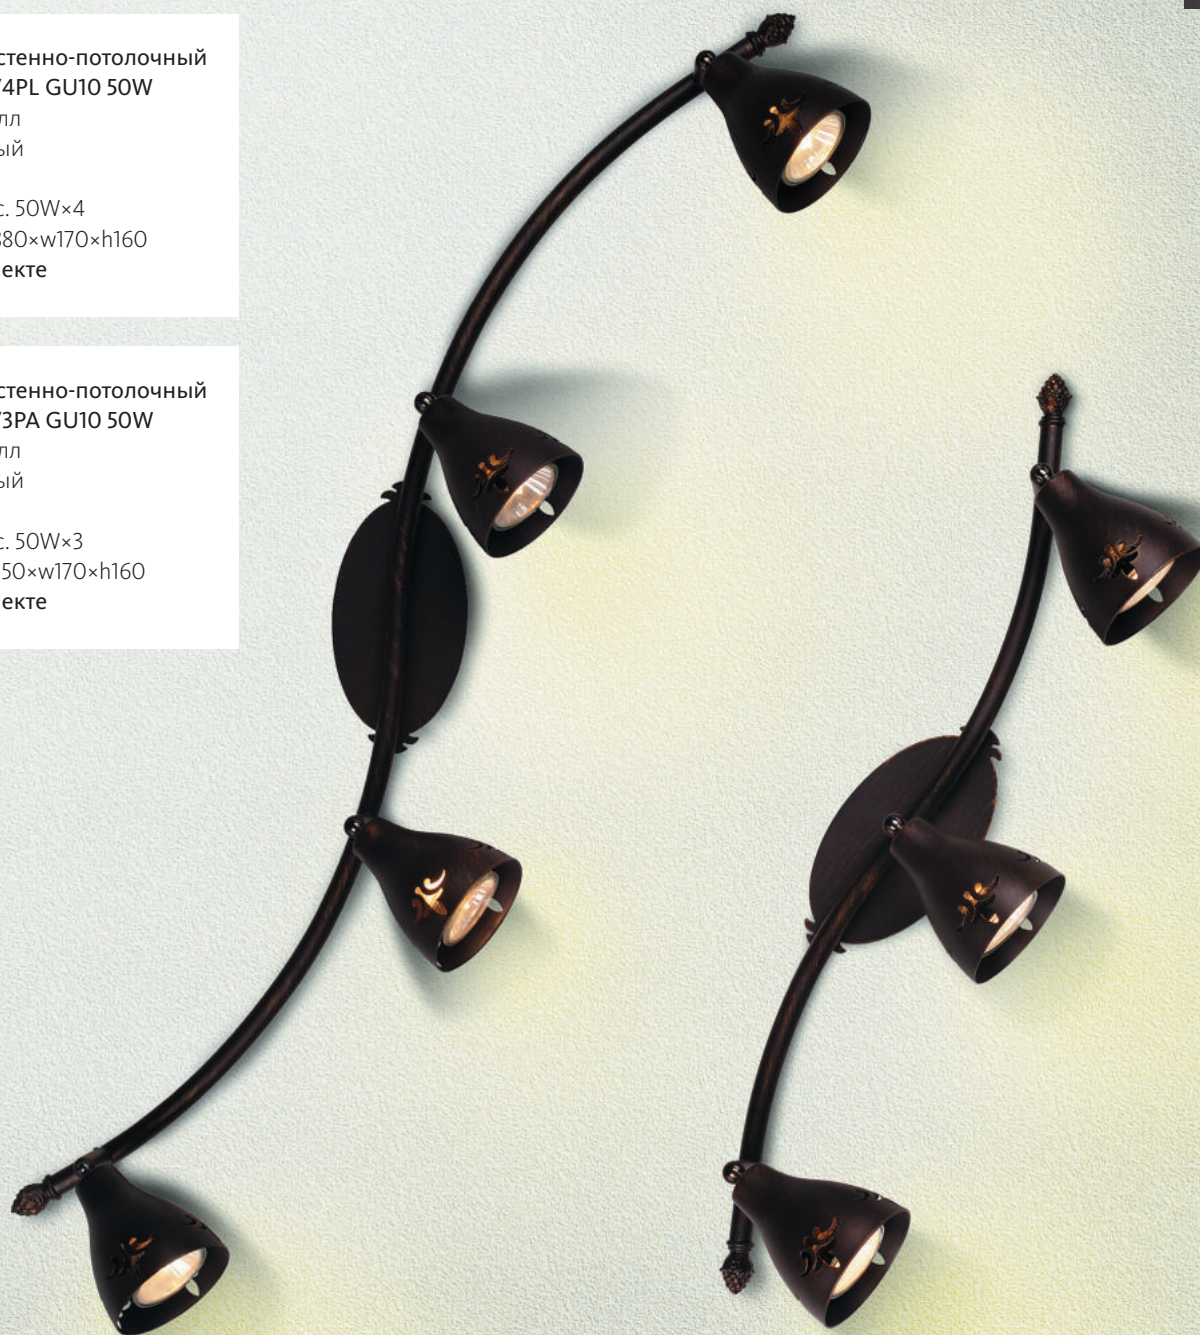 стенно-потолочный
/4PL GU10 50W
лл
ый
с. 50W×4
880×w170×h160
екте
стенно-потолочный
/3PA GU10 50W
лл
ый
с. 50W×3
50×w170×h160
екте